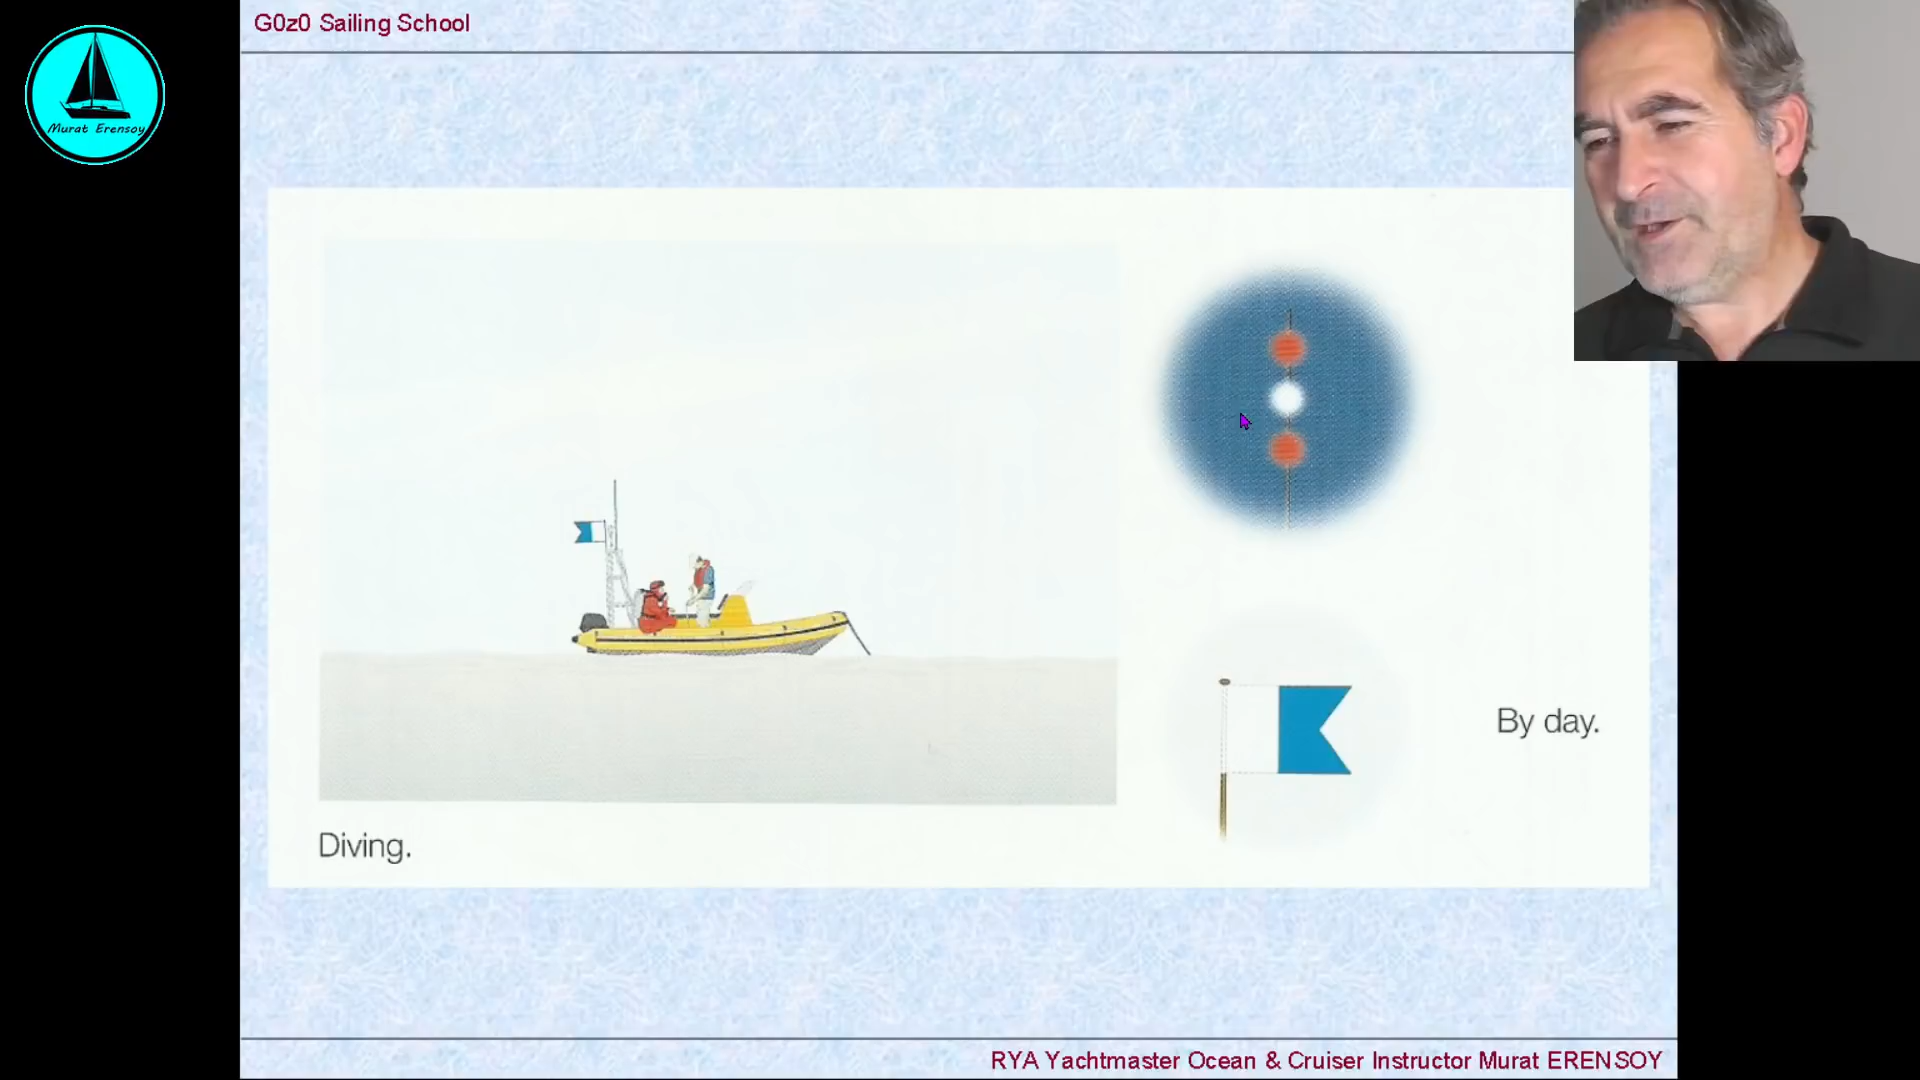 G0z0 Sailing School
Murat Erensoy
By day.
Diving.
RYA Yachtmaster Ocean & Cruiser Instructor Murat ERENSOY